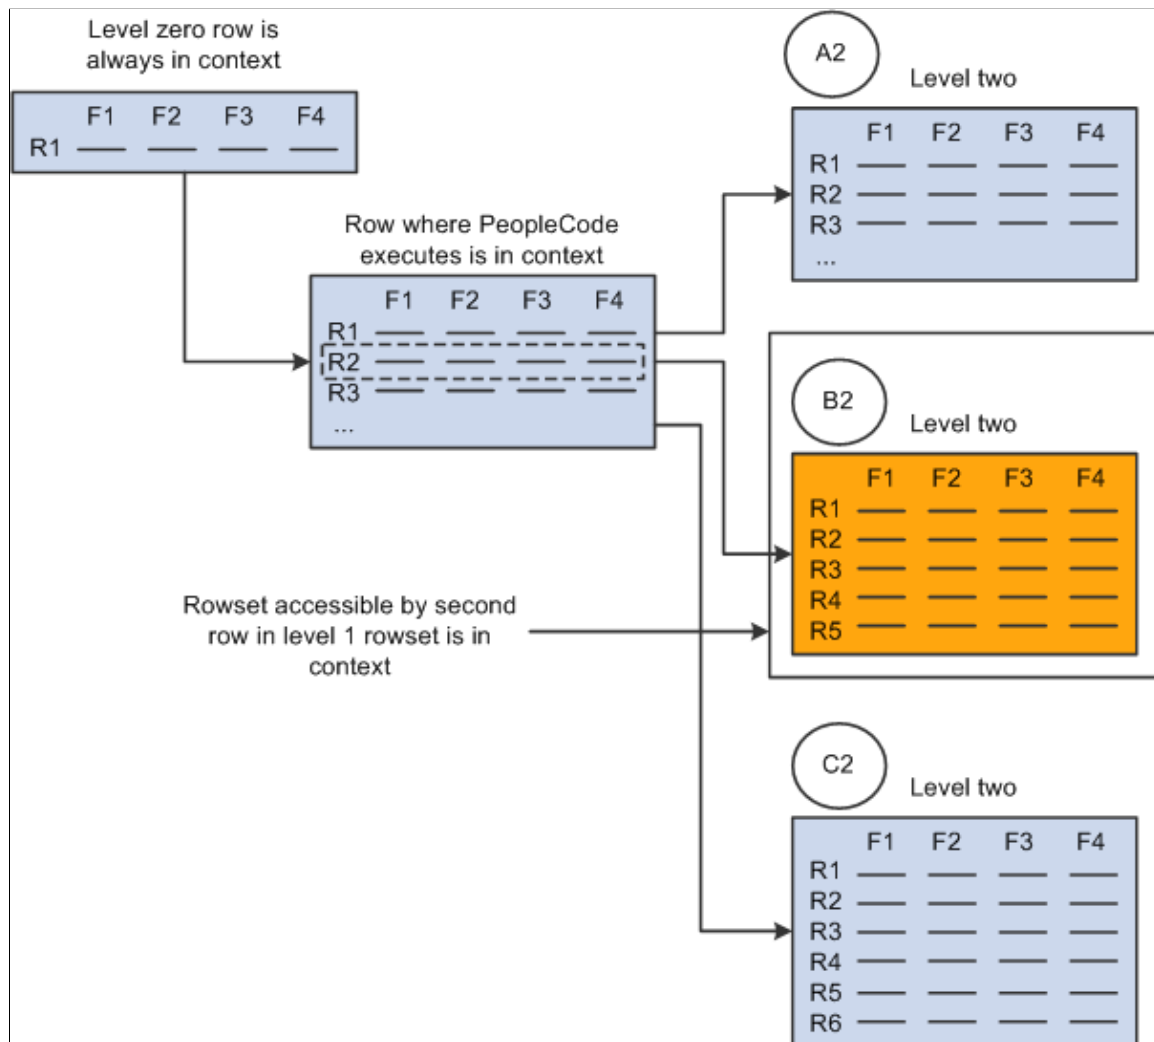 Level zero row is
always in context
F1 F2 F3 F4
R1
Row where PeopleCode
executes is in context
F1 F2 F3 F4
R1
R2
R3
...
A2
Level two
F1 F2 F3 F4
R1
R2
R3
...
B2
Level two
F1 F2 F3 F4
R1
R2
R3
R4
R5
Rowset accessible by second
row in level 1 rowset is in
context
C2
Level two
F1 F2 F3 F4
R1
R2
R3
R4
R5
R6